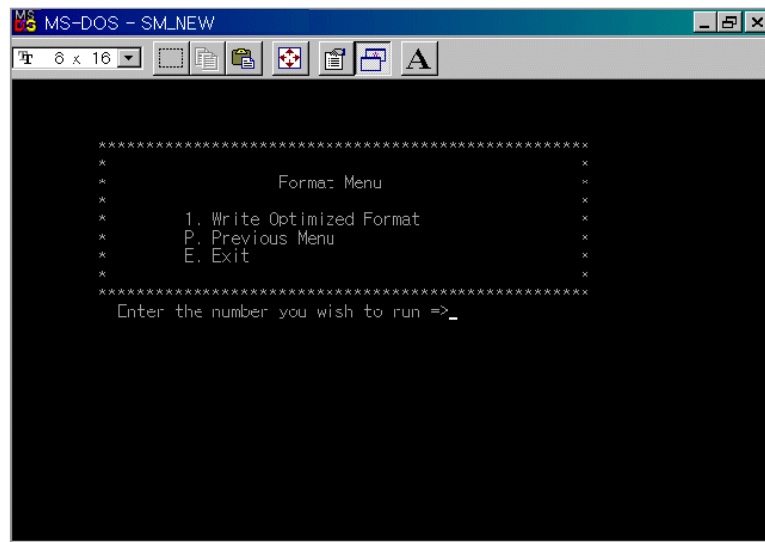 MS-DOS - SM_NEW
8 x 16
A
****************************************************
* *
* Format Menu *
* *
* 1. Write Optimized Format *
* P. Previous Menu *
* E. Exit *
* *
****************************************************
Enter the number you wish to run =>_